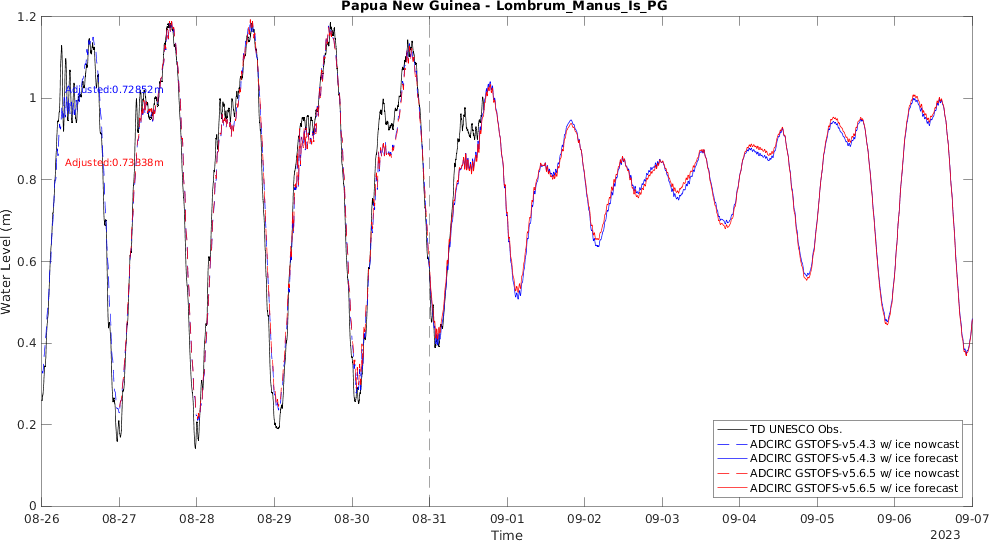 Papua New Guinea - Lombrum_Manus_Is_PG
1.2
1
0.8
0.6
0.4
0.2
0
Water Level (m)
Adjusted:0.72852m
Adjusted:0.73838m
TD UNESCO Obs.
ADCIRC GSTOFS-v5.4.3 w/ ice nowcast
ADCIRC GSTOFS-v5.4.3 w/ ice forecast
ADCIRC GSTOFS-v5.6.5 w/ ice nowcast
ADCIRC GSTOFS-v5.6.5 w/ ice forecast
08-26 08-27 08-28 08-29 08-30 08-31 09-01 09-02 09-03 09-04 09-05 09-06 09-07
Time
2023